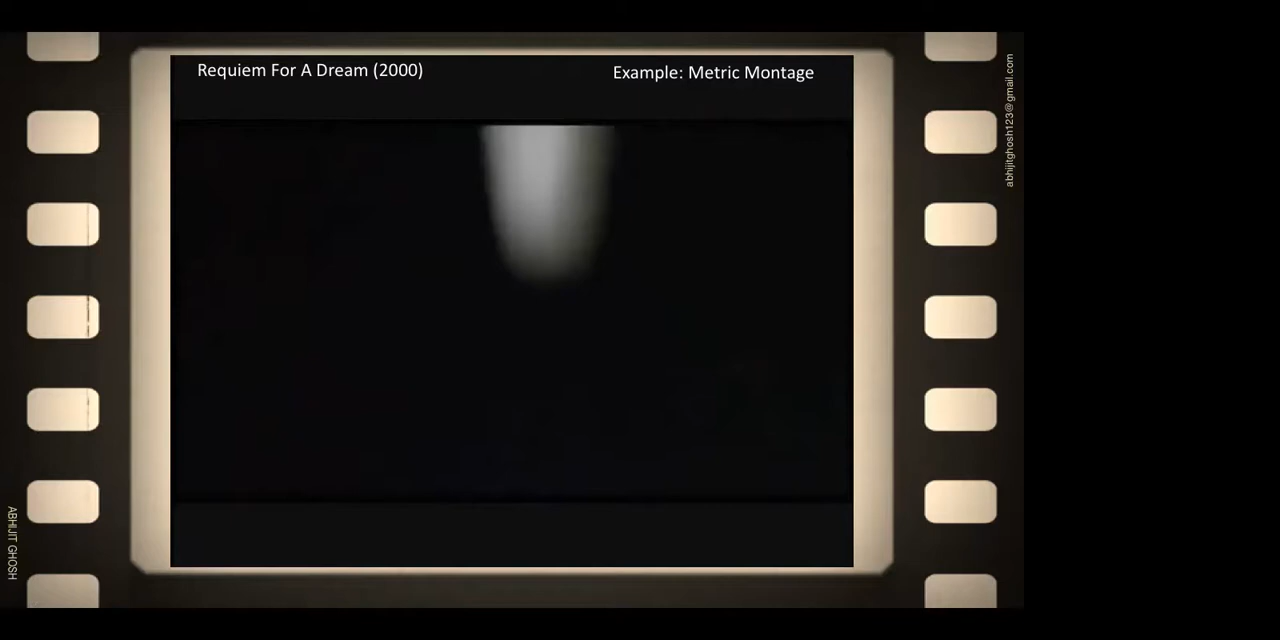 Requiem For A Dream (2000)
Example: Metric Montage
abhijitghosh123@gmail.com
ABHIJIT GHOSH